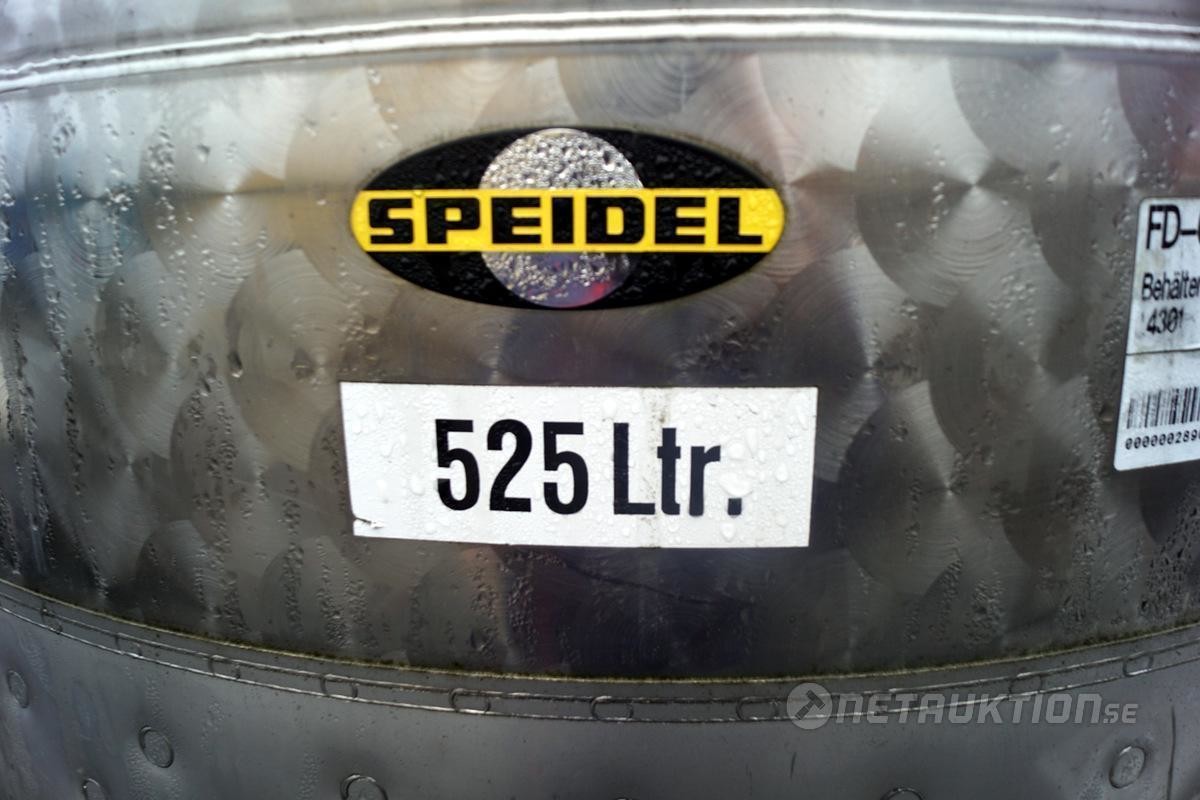 SPEIDEL
525 Ltr.
FD-
Behälter
4301
NETAUKTION.SE